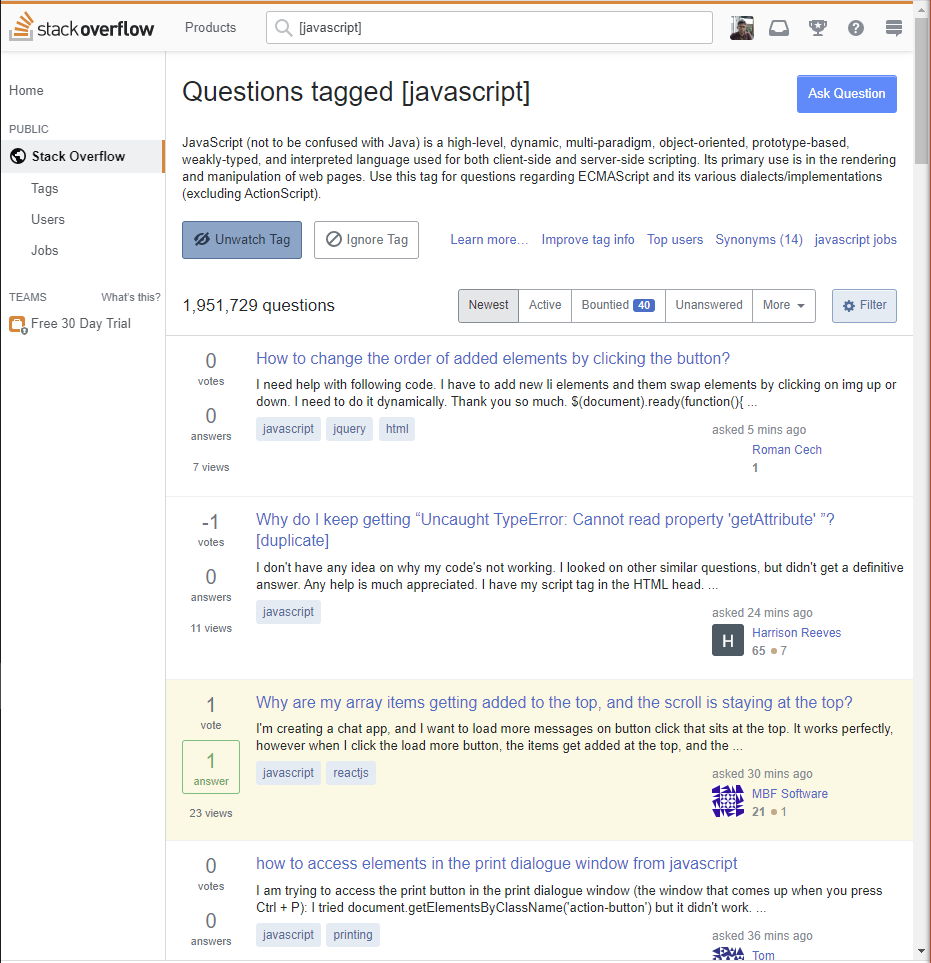 stackoverflow
Products
[javascript]
Home
PUBLIC
Stack Overflow
Tags
Users
Jobs
TEAMS
What's this?
Free 30 Day Trial
Questions tagged [javascript]
Ask Question
JavaScript (not to be confused with Java) is a high-level, dynamic, multi-paradigm, object-oriented, prototype-based,
weakly-typed, and interpreted language used for both client-side and server-side scripting. Its primary use is in the rendering
and manipulation of web pages. Use this tag for questions regarding ECMAScript and its various dialects/implementations
(excluding ActionScript).
Unwatch Tag
Ignore Tag
Learn more…
Improve tag info
Top users
Synonyms (14)
javascript jobs
1,951,729 questions
Newest
Active
Bountied 40
Unanswered
More
Filter
0
votes
0
answers
7 views
How to change the order of added elements by clicking the button?
I need help with following code. I have to add new li elements and them swap elements by clicking on img up or
down. I need to do it dynamically. Thank you so much. $(document).ready(function(){ ...
javascript
jquery
html
asked 5 mins ago
Roman Cech
1
-1
votes
0
answers
11 views
Why do I keep getting “Uncaught TypeError: Cannot read property 'getAttribute' ”?
[duplicate]
I don't have any idea on why my code's not working. I looked on other similar questions, but didn't get a definitive
answer. Any help is much appreciated. I have my script tag in the HTML head. ...
javascript
asked 24 mins ago
H
Harrison Reeves
65 7
1
vote
1
answer
23 views
Why are my array items getting added to the top, and the scroll is staying at the top?
I'm creating a chat app, and I want to load more messages on button click that sits at the top. It works perfectly,
however when I click the load more button, the items get added at the top, and the ...
javascript
reactjs
asked 30 mins ago
MBF Software
21 1
0
votes
0
answers
how to access elements in the print dialogue window from javascript
I am trying to access the print button in the print dialogue window (the window that comes up when you press
Ctrl + P): I tried document.getElementsByClassName('action-button') but it didn't work. ...
javascript
printing
asked 36 mins ago
Tom